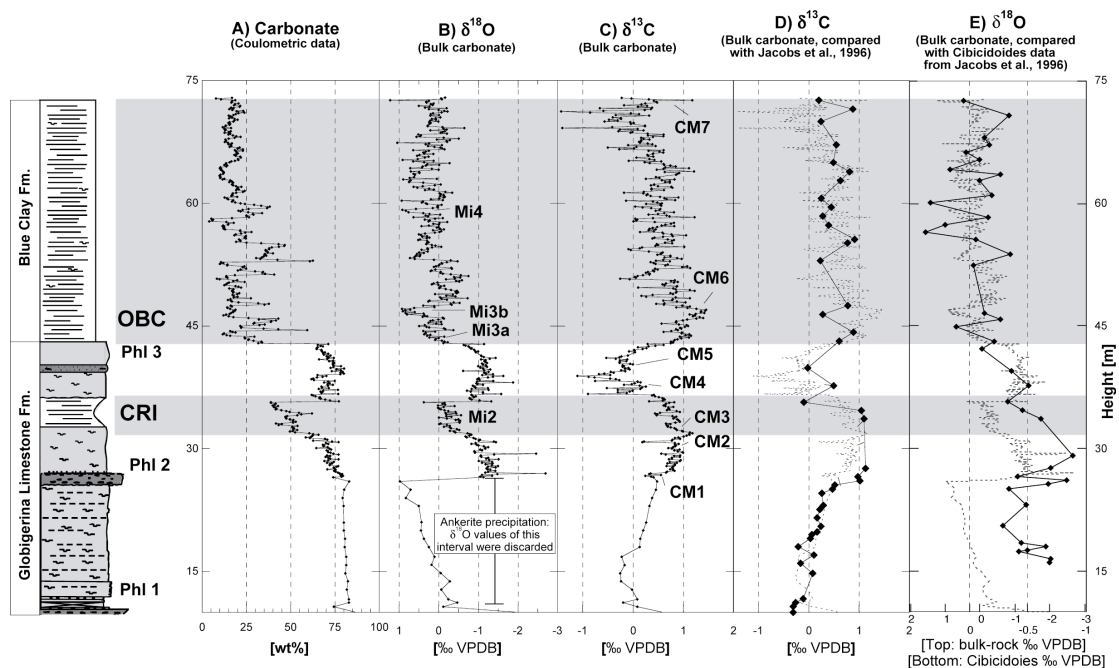 A) Carbonate
(Coulometric data)
B) δ¹⁸O
(Bulk carbonate)
C) δ¹³C
(Bulk carbonate)
D) δ¹³C
(Bulk carbonate, compared
with Jacobs et al., 1996)
E) δ¹⁸O
(Bulk carbonate, compared
with Cibicidoides data
from Jacobs et al., 1996)
Blue Clay Fm.
Globigerina Limestone Fm.
OBC
Phl 3
CRI
Phl 2
Phl 1
75
60
45
30
15
Mi4
Mi3b
Mi3a
Mi2
Ankerite precipitation:
δ¹⁸O values of this
interval were discarded
CM7
CM6
CM5
CM4
CM3
CM2
CM1
75
60
45
30
15
Height [m]
0 25 50 75 100
[wt%]
1 0 -1 -2 -3
[‰ VPDB]
-1 0 1
[‰ VPDB]
-1 0 1 2
[‰ VPDB]
2 1 0 -1 -2
1 0 -0.5 -1
[Top: bulk-rock ‰ VPDB]
[Bottom: Cibicidoies ‰ VPDB]